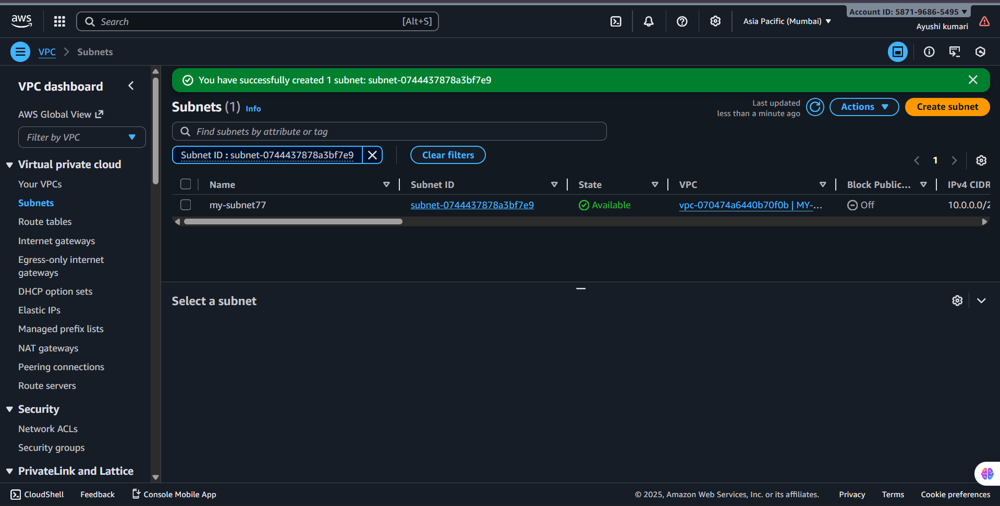 aws
Search [Alt+S]
Asia Pacific (Mumbai)
Account ID: 5871-9686-5495
Ayushi kumari
VPC
Subnets
VPC dashboard
AWS Global View
Filter by VPC
Virtual private cloud
Your VPCs
Subnets
Route tables
Internet gateways
Egress-only internet
gateways
DHCP option sets
Elastic IPs
Managed prefix lists
NAT gateways
Peering connections
Route servers
Security
Network ACLs
Security groups
PrivateLink and Lattice
You have successfully created 1 subnet: subnet-0744437878a3bf7e9
Subnets (1) Info
Last updated
less than a minute ago
Actions
Create subnet
Find subnets by attribute or tag
Subnet ID : subnet-0744437878a3bf7e9
Clear filters
1
Name Subnet ID State VPC Block Public... IPv4 CIDR
my-subnet77 subnet-0744437878a3bf7e9 Available vpc-070474a6440b70f0b | MY-... Off 10.0.0.0/2
Select a subnet
CloudShell Feedback Console Mobile App © 2025, Amazon Web Services, Inc. or its affiliates. Privacy Terms Cookie preferences